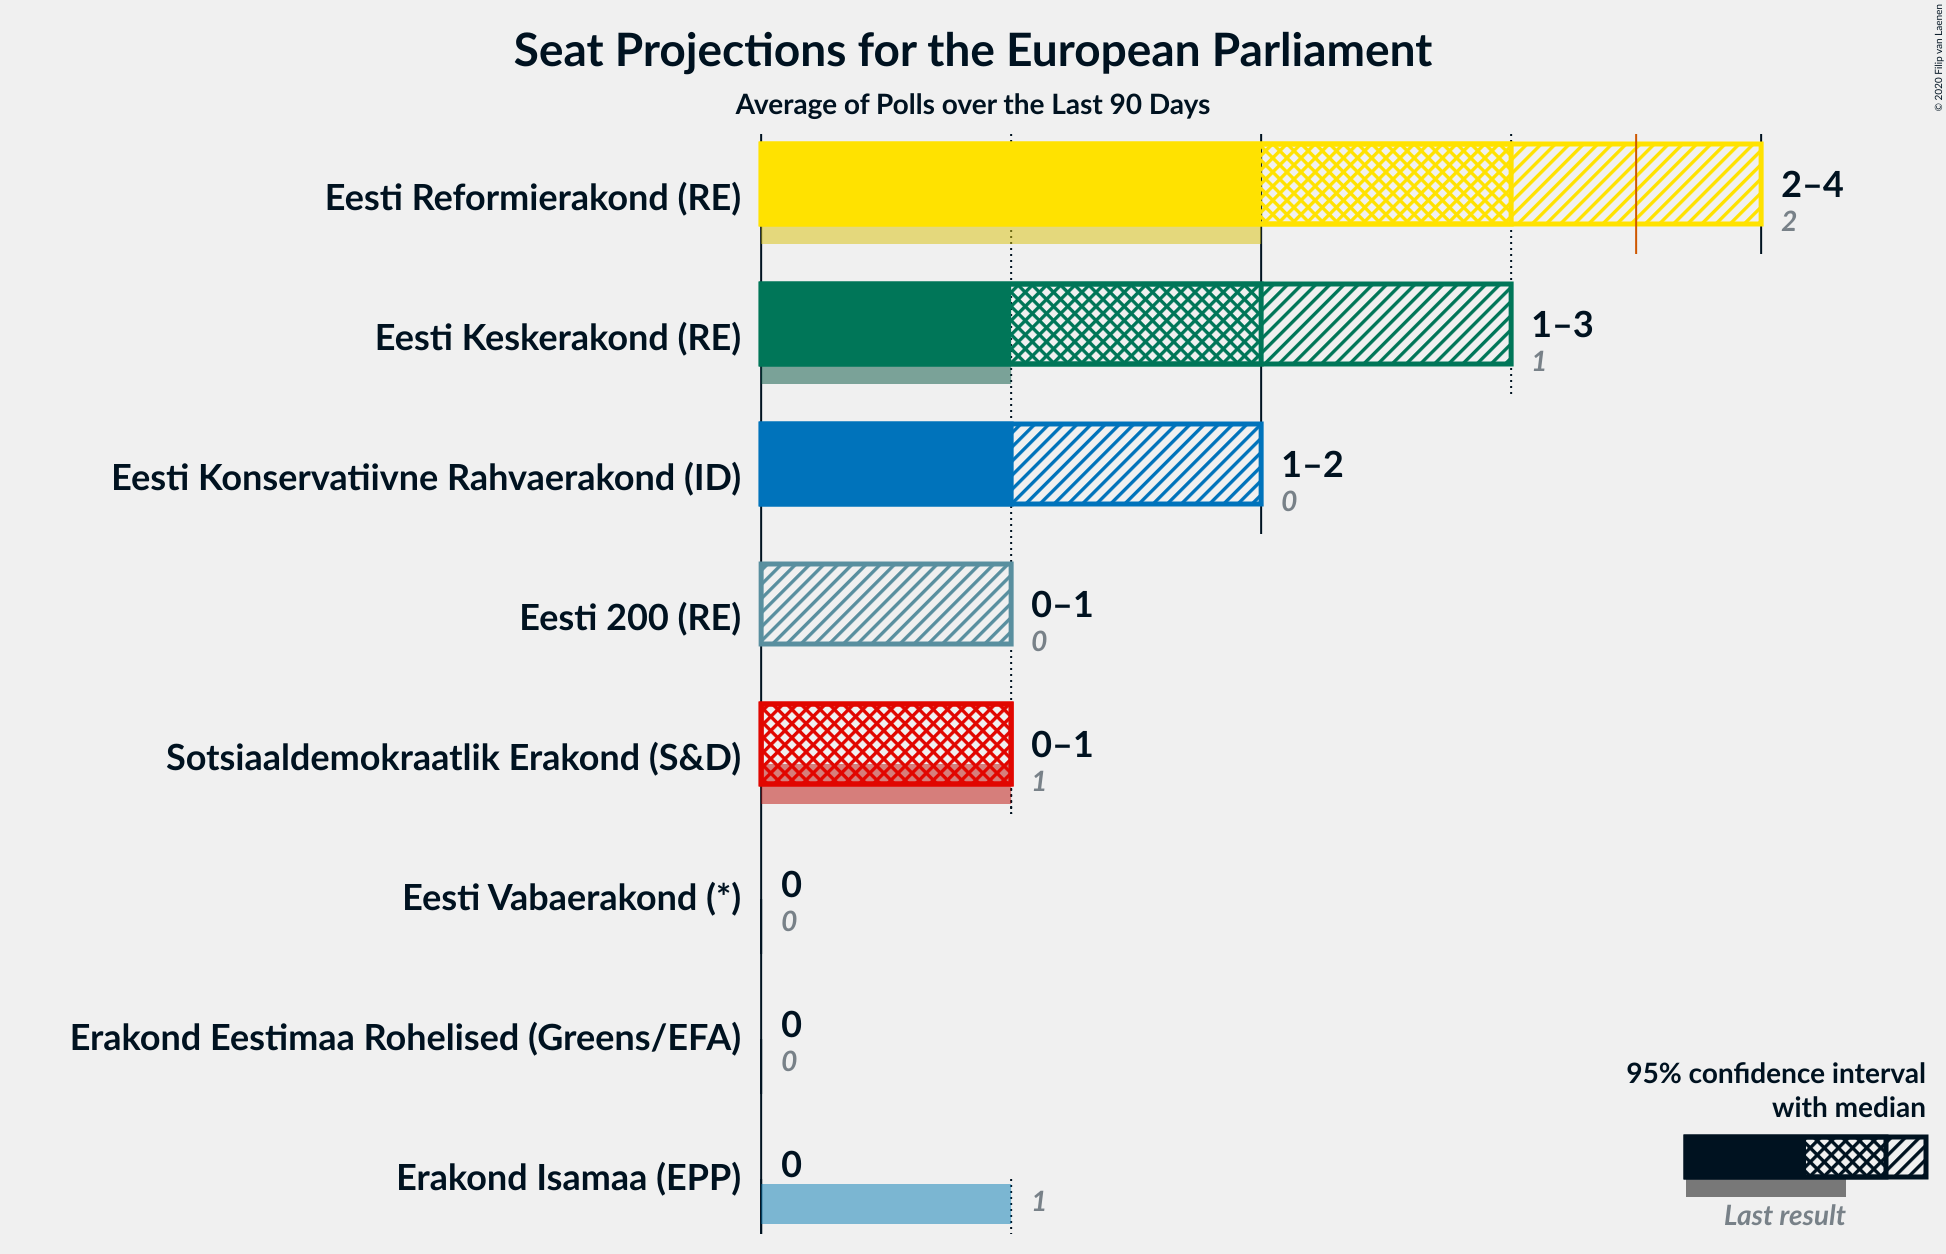 Seat Projections for the European Parliament
Average of Polls over the Last 90 Days
© 2020 Filip van Laenen
Eesti Reformierakond (RE)
2–4
2
Eesti Keskerakond (RE)
1–3
1
Eesti Konservatiivne Rahvaerakond (ID)
1–2
0
Eesti 200 (RE)
0–1
0
Sotsiaaldemokraatlik Erakond (S&D)
0–1
1
Eesti Vabaerakond (*)
0
0
Erakond Eestimaa Rohelised (Greens/EFA)
0
0
Erakond Isamaa (EPP)
0
1
95% confidence interval
with median
Last result